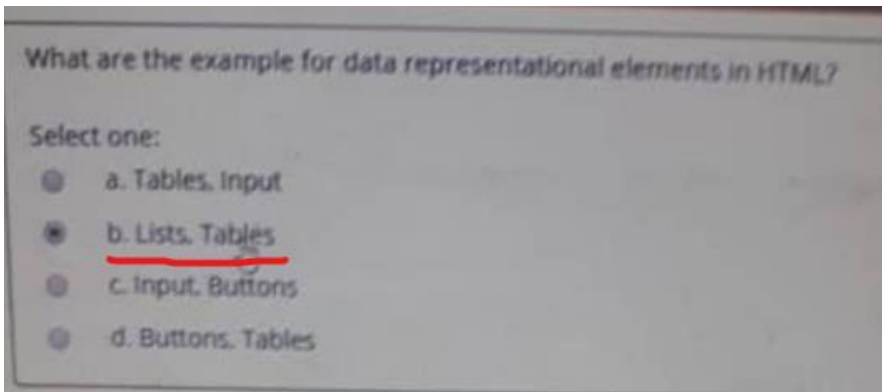 What are the example for data representational elements in HTML?
Select one:
a. Tables, Input
b. Lists, Tables
c. Input, Buttons
d. Buttons, Tables